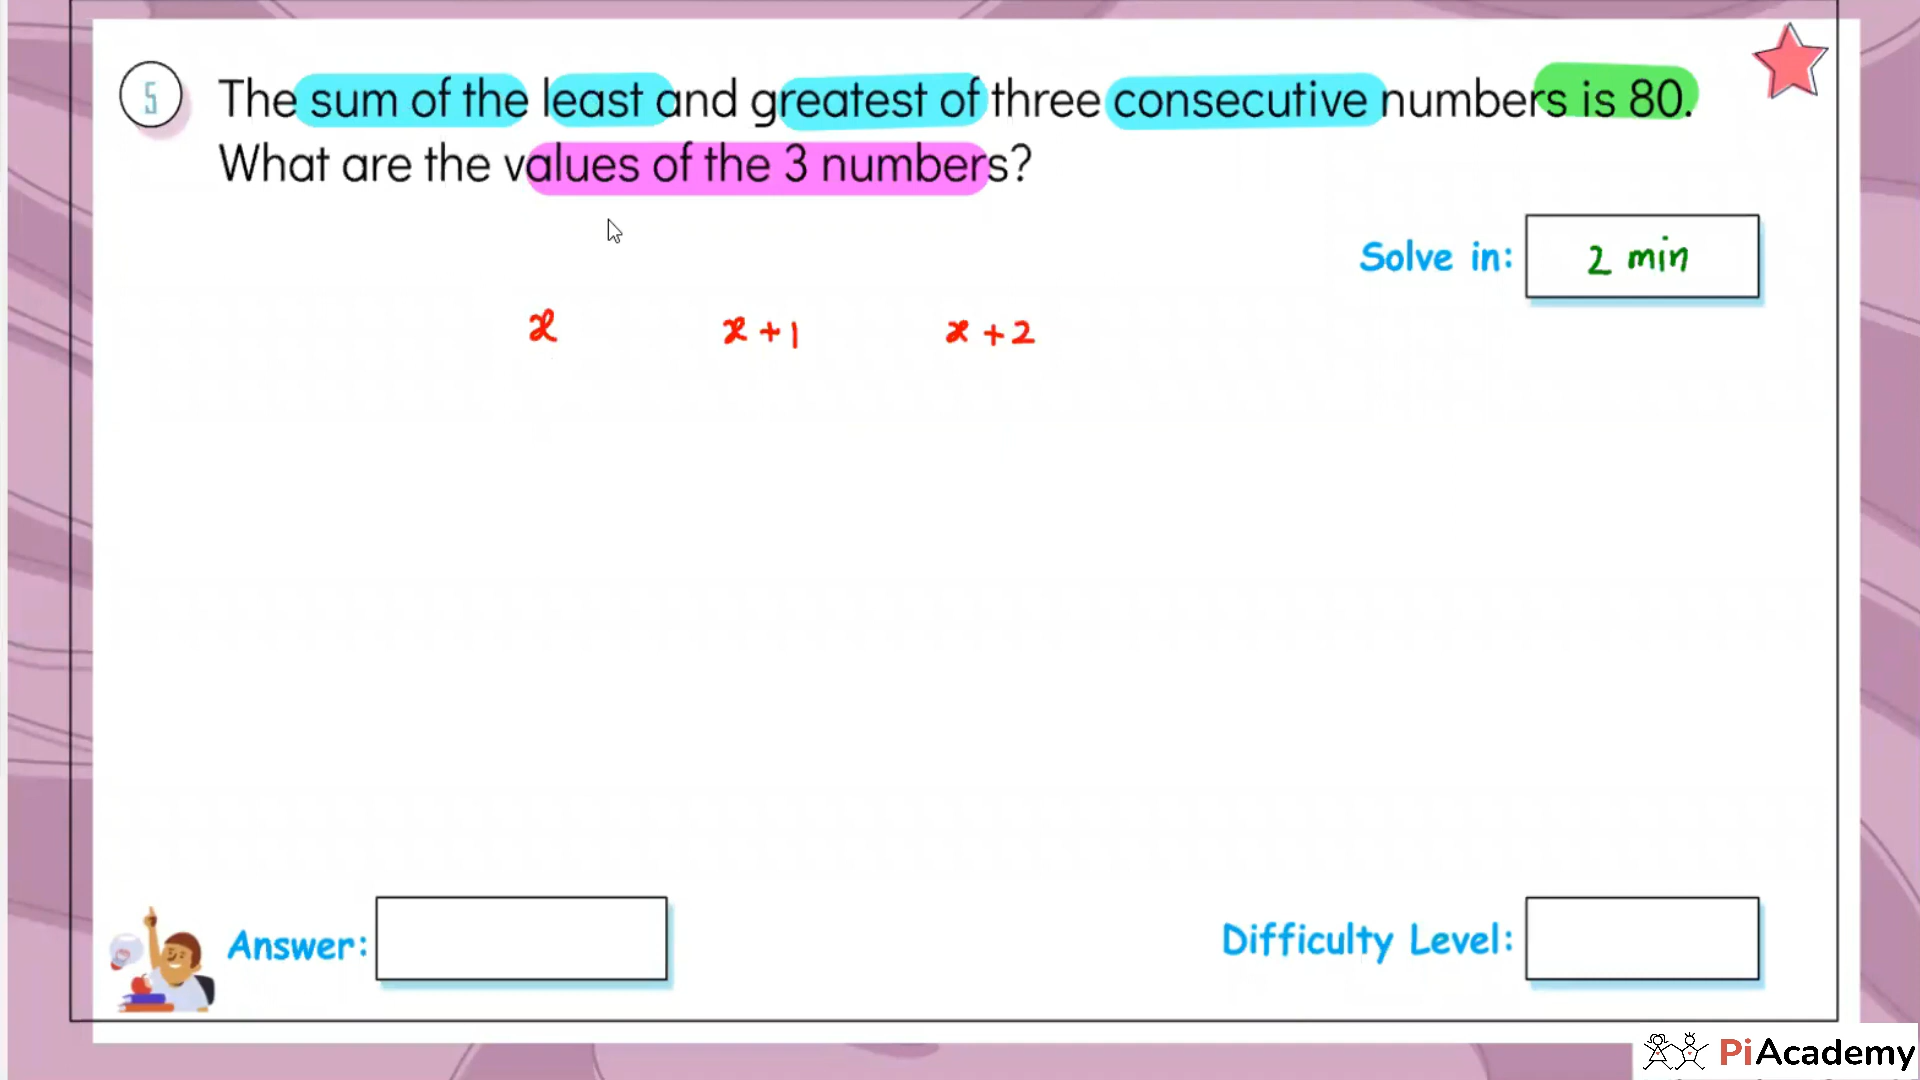 5
The sum of the least and greatest of three consecutive numbers is 80.
What are the values of the 3 numbers?
Solve in: 2 min
x x + 1 x + 2
Answer:
Difficulty Level:
PiAcademy